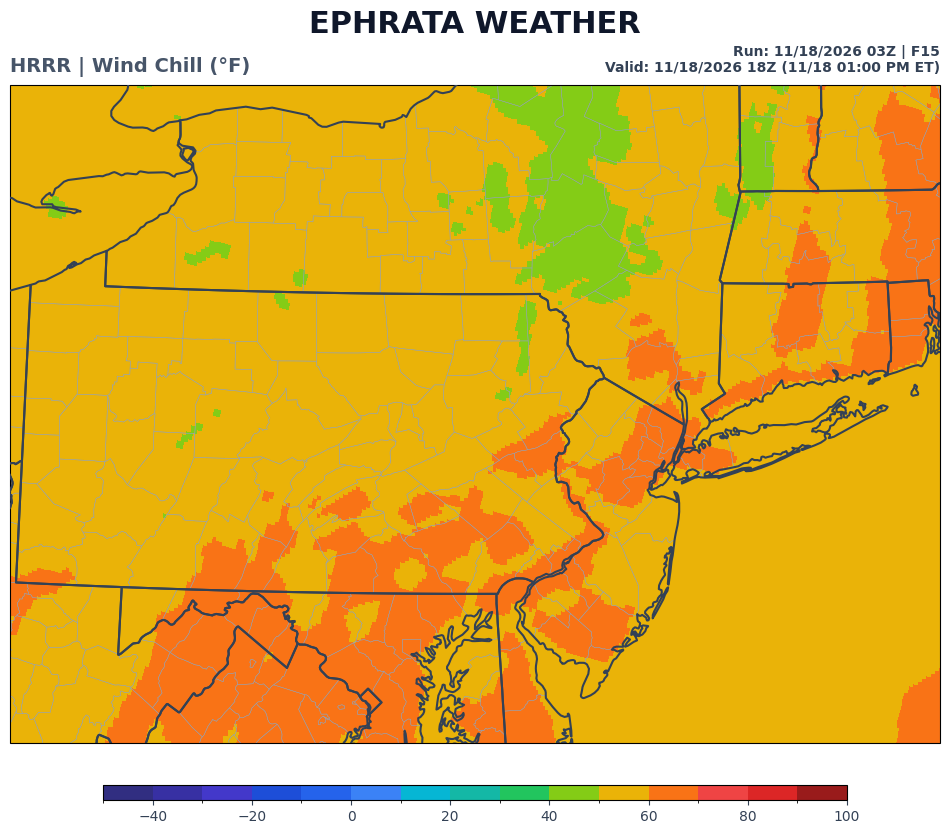 EPHRATA WEATHER
HRRR | Wind Chill (°F)
Run: 11/18/2026 03Z | F15
Valid: 11/18/2026 18Z (11/18 01:00 PM ET)
−40 −20 0 20 40 60 80 100